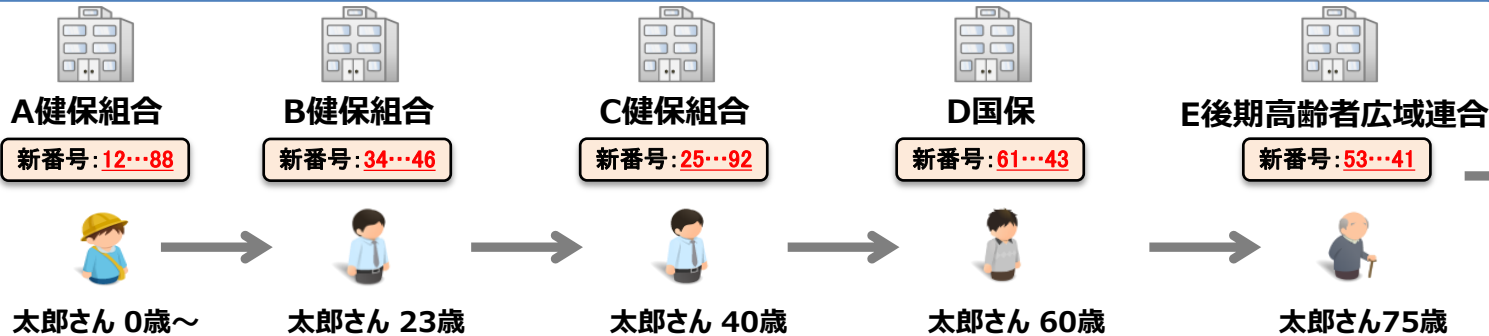 A健保組合
B健保組合
C健保組合
D国保
E後期高齢者広域連合
新番号:12…88
新番号:34…46
新番号:25…92
新番号:61…43
新番号:53…41
太郎さん 0歳～
太郎さん 23歳
太郎さん 40歳
太郎さん 60歳
太郎さん75歳